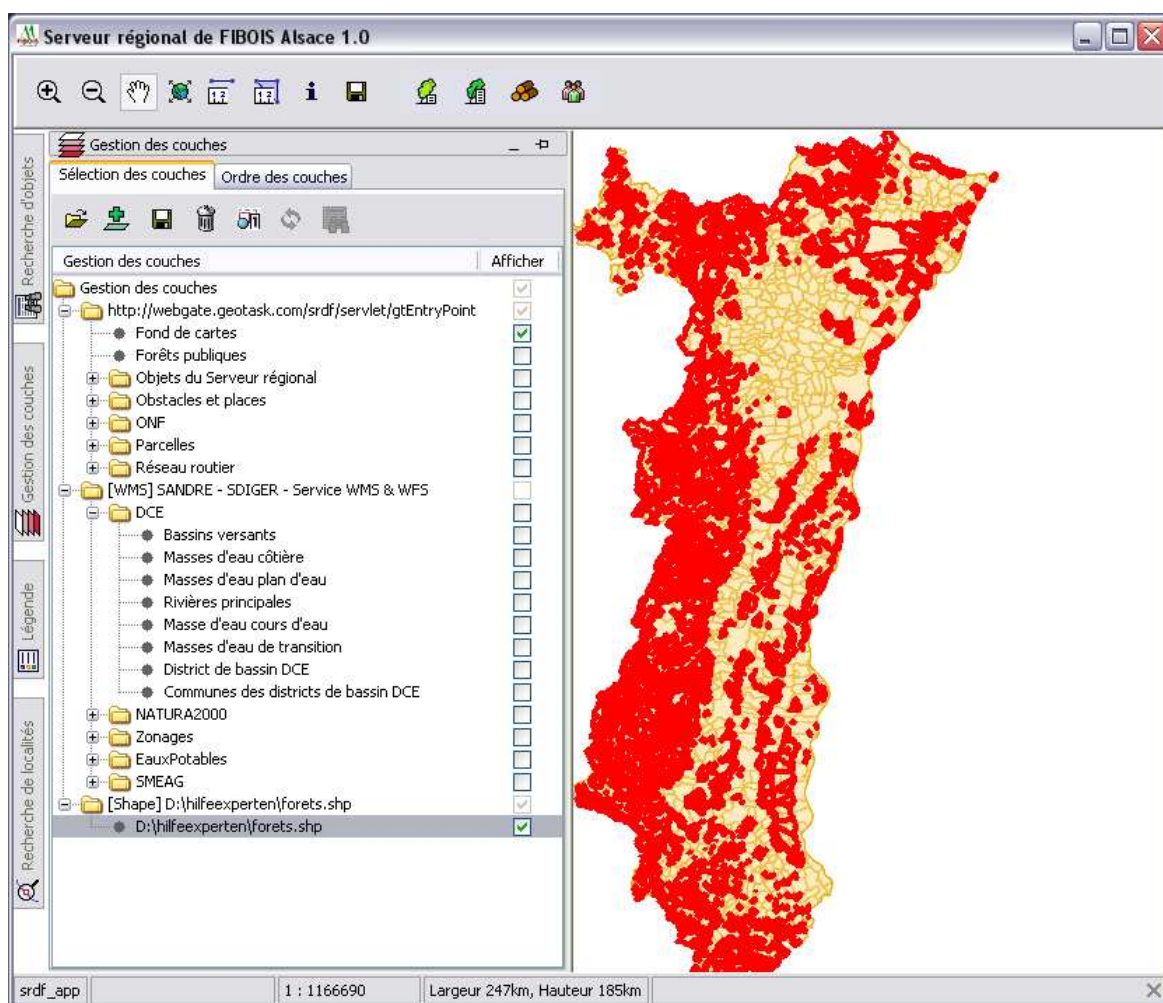 Serveur régional de FIBOIS Alsace 1.0
Gestion des couches
Sélection des couches
Ordre des couches
Gestion des couches
Afficher
Gestion des couches
http://webgate.geotask.com/srdf/servlet/gtEntryPoint
Fond de cartes
Forêts publiques
Objets du Serveur régional
Obstacles et places
ONF
Parcelles
Réseau routier
[WMS] SANDRE - SDIGER - Service WMS & WFS
DCE
Bassins versants
Masses d'eau côtière
Masses d'eau plan d'eau
Rivières principales
Masse d'eau cours d'eau
Masses d'eau de transition
District de bassin DCE
Communes des districts de bassin DCE
NATURA2000
Zonages
EauxPotables
SMEAG
[Shape] D:\hilfeexperten\forets.shp
D:\hilfeexperten\forets.shp
Recherche d'objets
Gestion des couches
Légende
Recherche de localités
srdf_app
1 : 1166690
Largeur 247km, Hauteur 185km